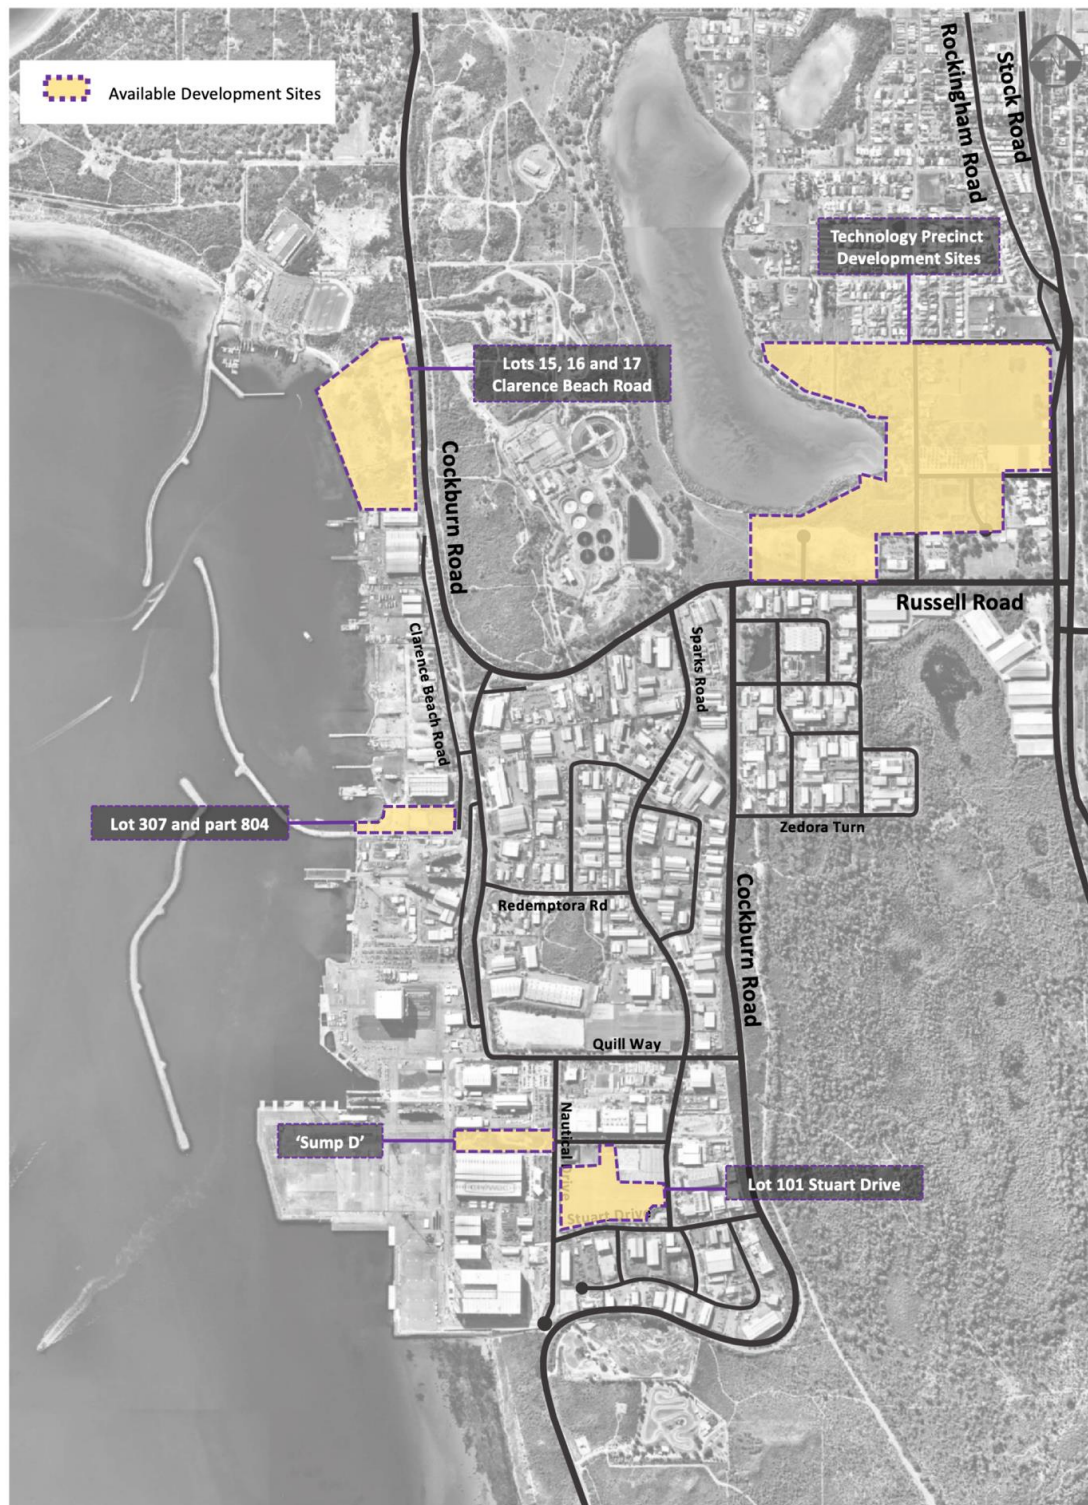 Available Development Sites
Rockingham Road
Stock Road
Technology Precinct
Development Sites
Lots 15, 16 and 17
Clarence Beach Road
Cockburn Road
Russell Road
Clarence Beach Road
Sparks Road
Lot 307 and part 804
Zedora Turn
Redemptora Rd
Cockburn Road
Quill Way
Nautical Drive
'Sump D'
Lot 101 Stuart Drive
Stuart Drive